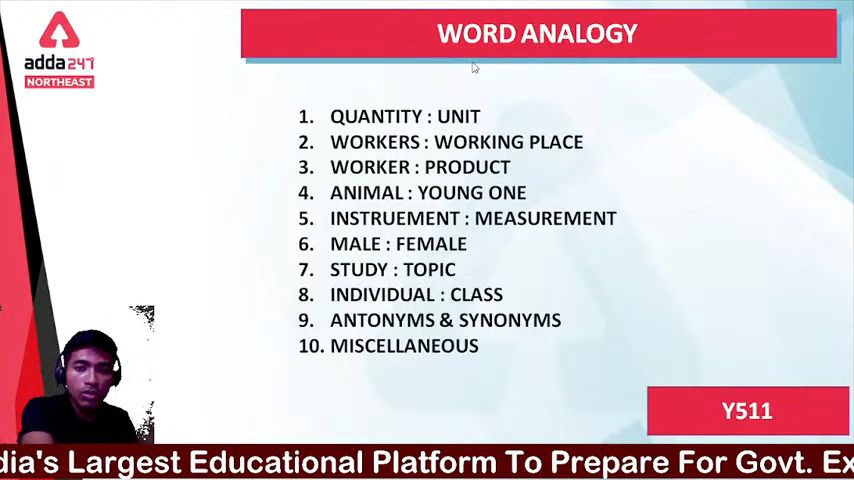 WORD ANALOGY
adda247
NORTHEAST
1. QUANTITY : UNIT
2. WORKERS : WORKING PLACE
3. WORKER : PRODUCT
4. ANIMAL : YOUNG ONE
5. INSTRUEMENT : MEASUREMENT
6. MALE : FEMALE
7. STUDY : TOPIC
8. INDIVIDUAL : CLASS
9. ANTONYMS & SYNONYMS
10. MISCELLANEOUS
Y511
dia's Largest Educational Platform To Prepare For Govt. Ex